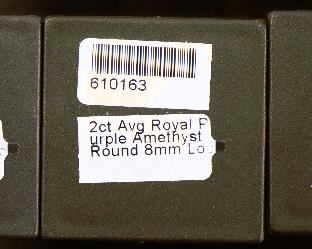 610163
2ct Avg Royal P
urple Amethyst
Round 8mm Lo